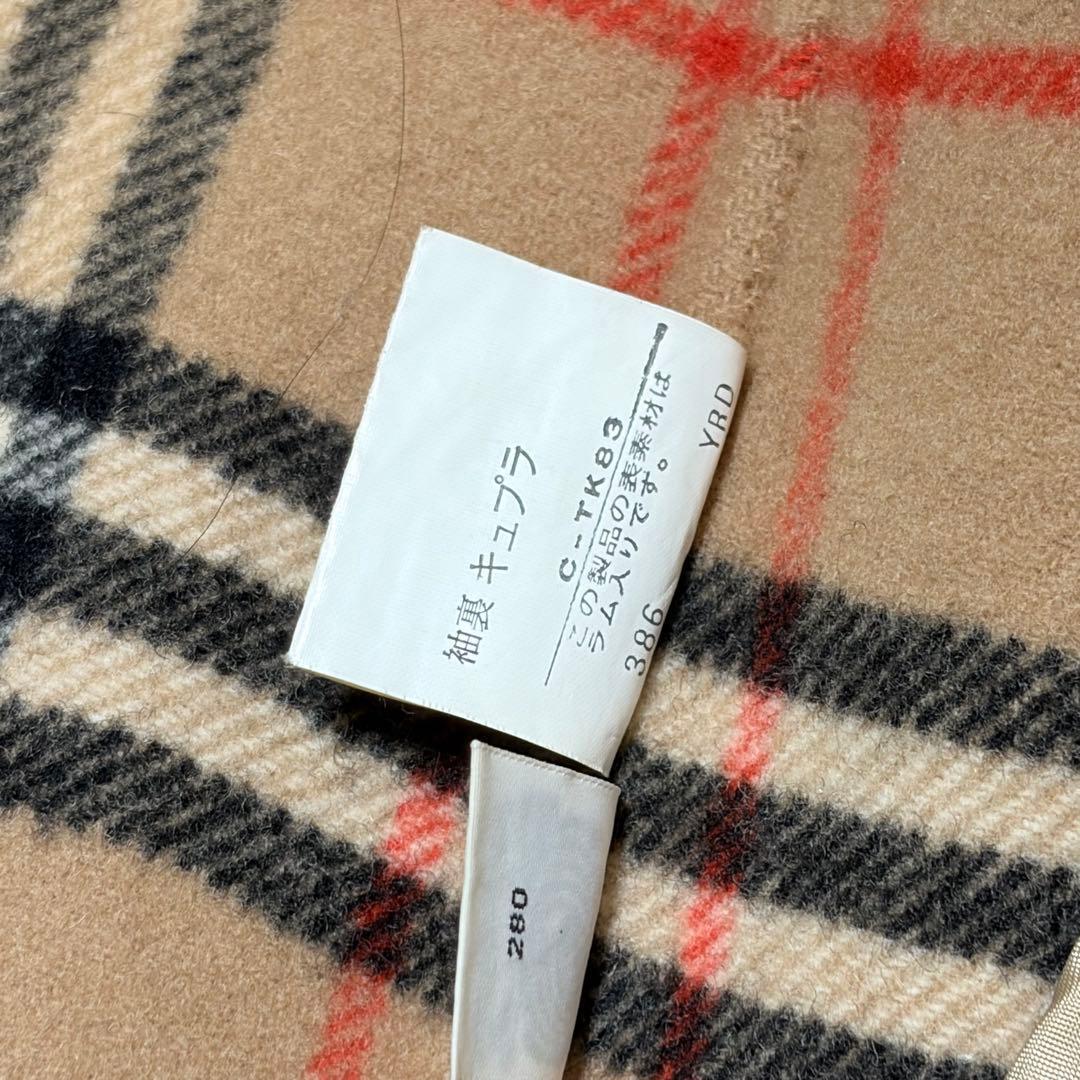 袖裏 キュプラ
C-TK83
この製品の表素材は
ラム入りです。
386 YRD
280